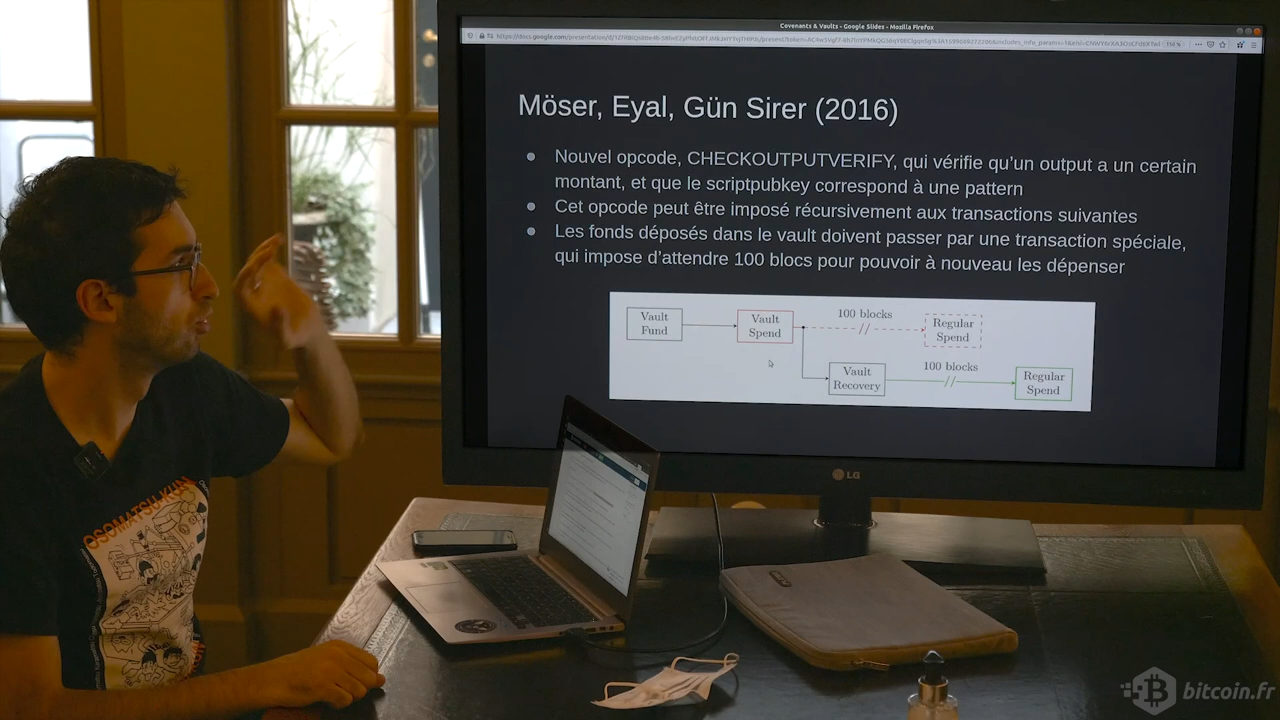 Covenants & Vaults - Google Slides - Mozilla Firefox
Möser, Eyal, Gün Sirer (2016)
● Nouvel opcode, CHECKOUTPUTVERIFY, qui vérifie qu'un output a un certain
montant, et que le scriptpubkey correspond à une pattern
● Cet opcode peut être imposé récursivement aux transactions suivantes
● Les fonds déposés dans le vault doivent passer par une transaction spéciale,
qui impose d'attendre 100 blocs pour pouvoir à nouveau les dépenser
Vault
Fund
Vault
Spend
100 blocks
Regular
Spend
Vault
Recovery
100 blocks
Regular
Spend
LG
OSOMATSU-KUN
bitcoin.fr